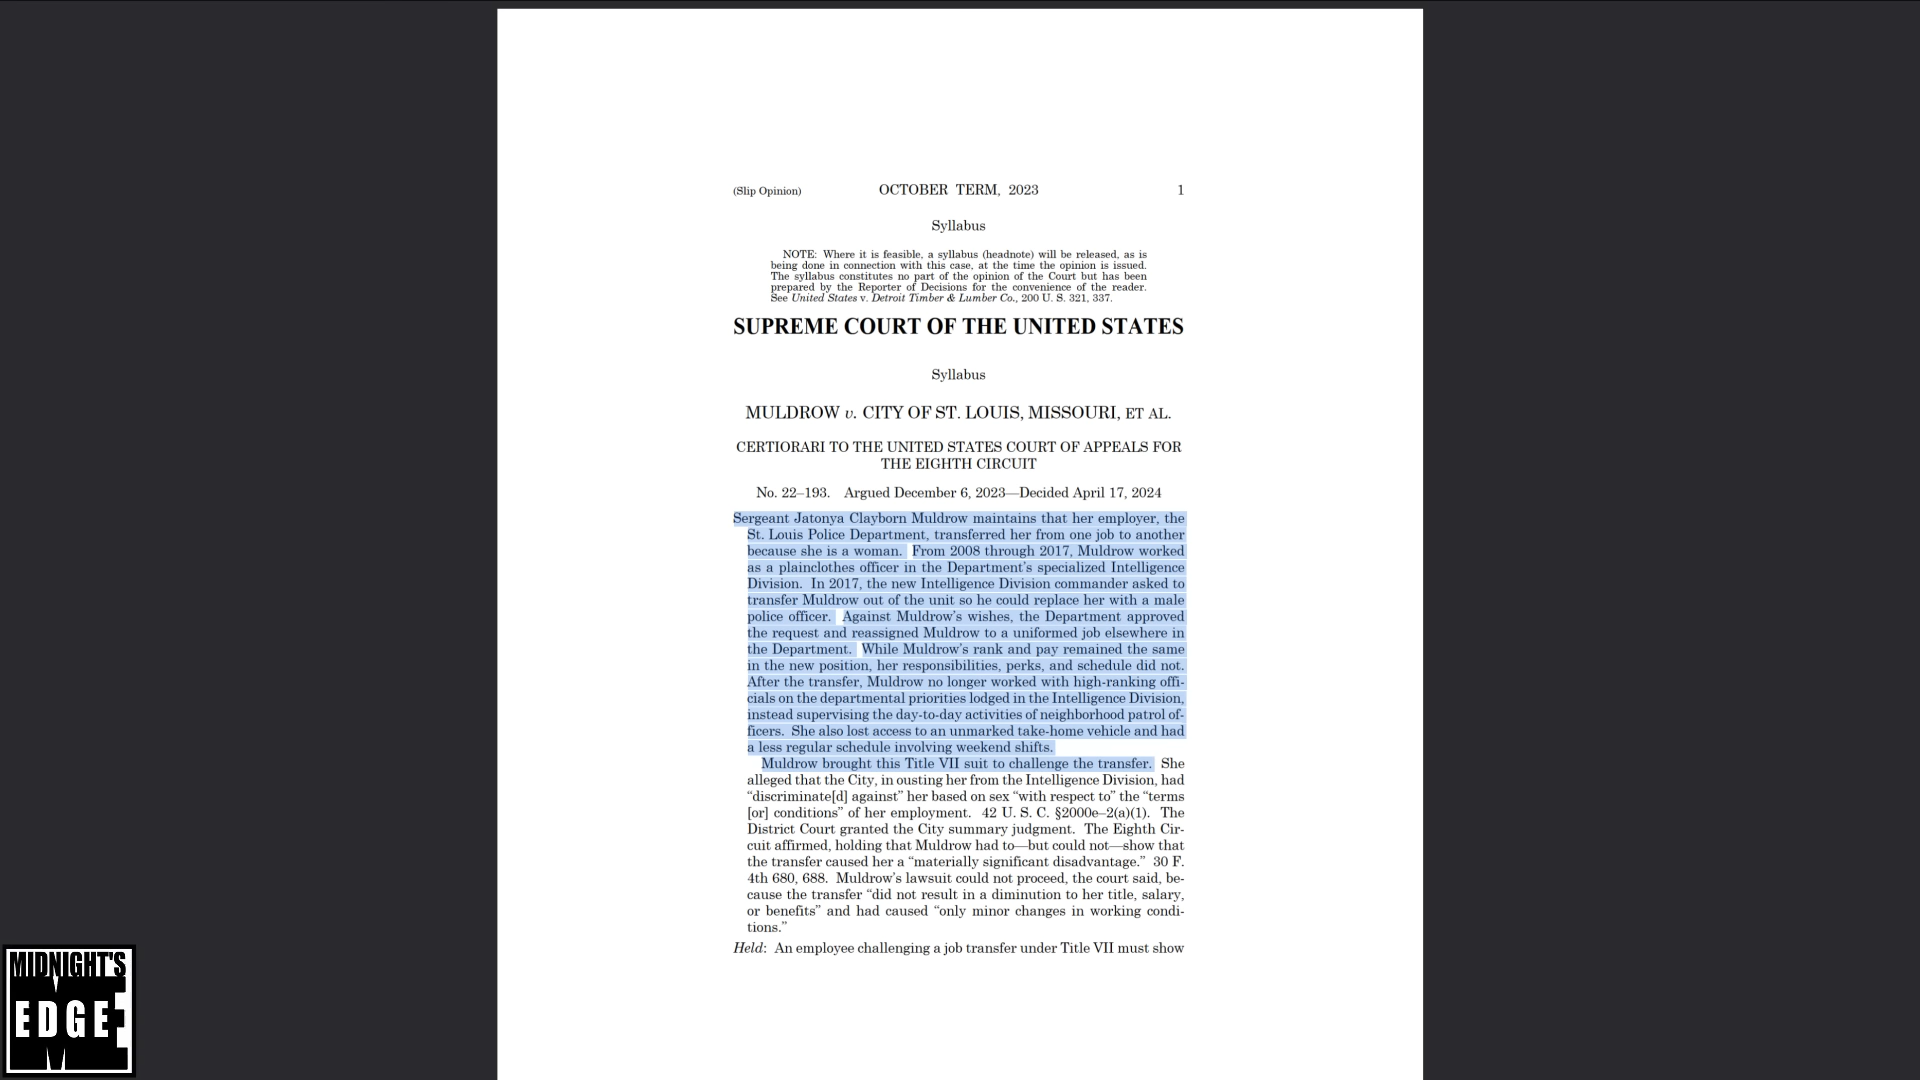 (Slip Opinion) OCTOBER TERM, 2023 1
Syllabus
NOTE: Where it is feasible, a syllabus (headnote) will be released, as is
being done in connection with this case, at the time the opinion is issued.
The syllabus constitutes no part of the opinion of the Court but has been
prepared by the Reporter of Decisions for the convenience of the reader.
See United States v. Detroit Timber & Lumber Co., 200 U. S. 321, 337.
SUPREME COURT OF THE UNITED STATES
Syllabus
MULDROW v. CITY OF ST. LOUIS, MISSOURI, ET AL.
CERTIORARI TO THE UNITED STATES COURT OF APPEALS FOR
THE EIGHTH CIRCUIT
No. 22–193. Argued December 6, 2023—Decided April 17, 2024
Sergeant Jatonya Clayborn Muldrow maintains that her employer, the
St. Louis Police Department, transferred her from one job to another
because she is a woman. From 2008 through 2017, Muldrow worked
as a plainclothes officer in the Department’s specialized Intelligence
Division. In 2017, the new Intelligence Division commander asked to
transfer Muldrow out of the unit so he could replace her with a male
police officer. Against Muldrow’s wishes, the Department approved
the request and reassigned Muldrow to a uniformed job elsewhere in
the Department. While Muldrow’s rank and pay remained the same
in the new position, her responsibilities, perks, and schedule did not.
After the transfer, Muldrow no longer worked with high-ranking offi-
cials on the departmental priorities lodged in the Intelligence Division,
instead supervising the day-to-day activities of neighborhood patrol of-
ficers. She also lost access to an unmarked take-home vehicle and had
a less regular schedule involving weekend shifts.
Muldrow brought this Title VII suit to challenge the transfer. She
alleged that the City, in ousting her from the Intelligence Division, had
“discriminate[d] against” her based on sex “with respect to” the “terms
[or] conditions” of her employment. 42 U. S. C. §2000e–2(a)(1). The
District Court granted the City summary judgment. The Eighth Cir-
cuit affirmed, holding that Muldrow had to—but could not—show that
the transfer caused her a “materially significant disadvantage.” 30 F.
4th 680, 688. Muldrow’s lawsuit could not proceed, the court said, be-
cause the transfer “did not result in a diminution to her title, salary,
or benefits” and had caused “only minor changes in working condi-
tions.”
Held: An employee challenging a job transfer under Title VII must show
MIDNIGHT'S
EDGE